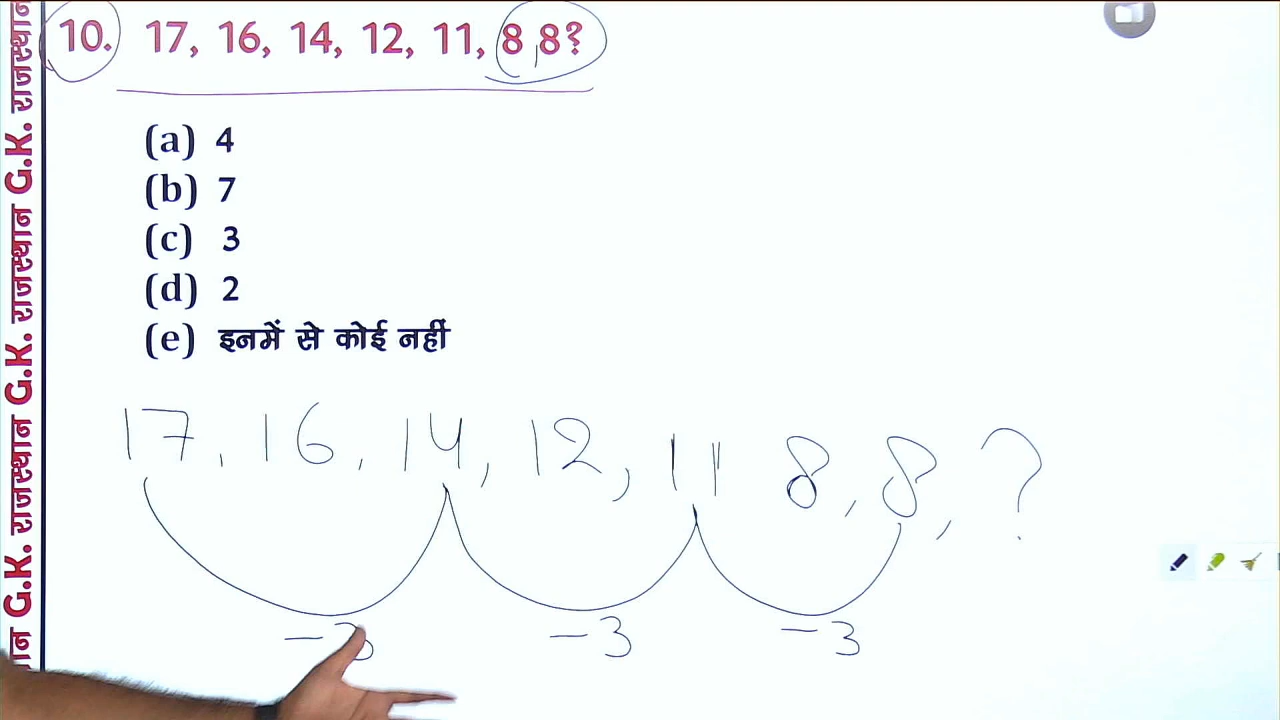 राजस्थान G.K. राजस्थान G.K. राजस्थान G.K. राजस्थान
10. 17, 16, 14, 12, 11, 8,8?
(a) 4
(b) 7
(c) 3
(d) 2
(e) इनमें से कोई नहीं
17, 16, 14, 12, 11 8, 8, ?
-3 -3 -3